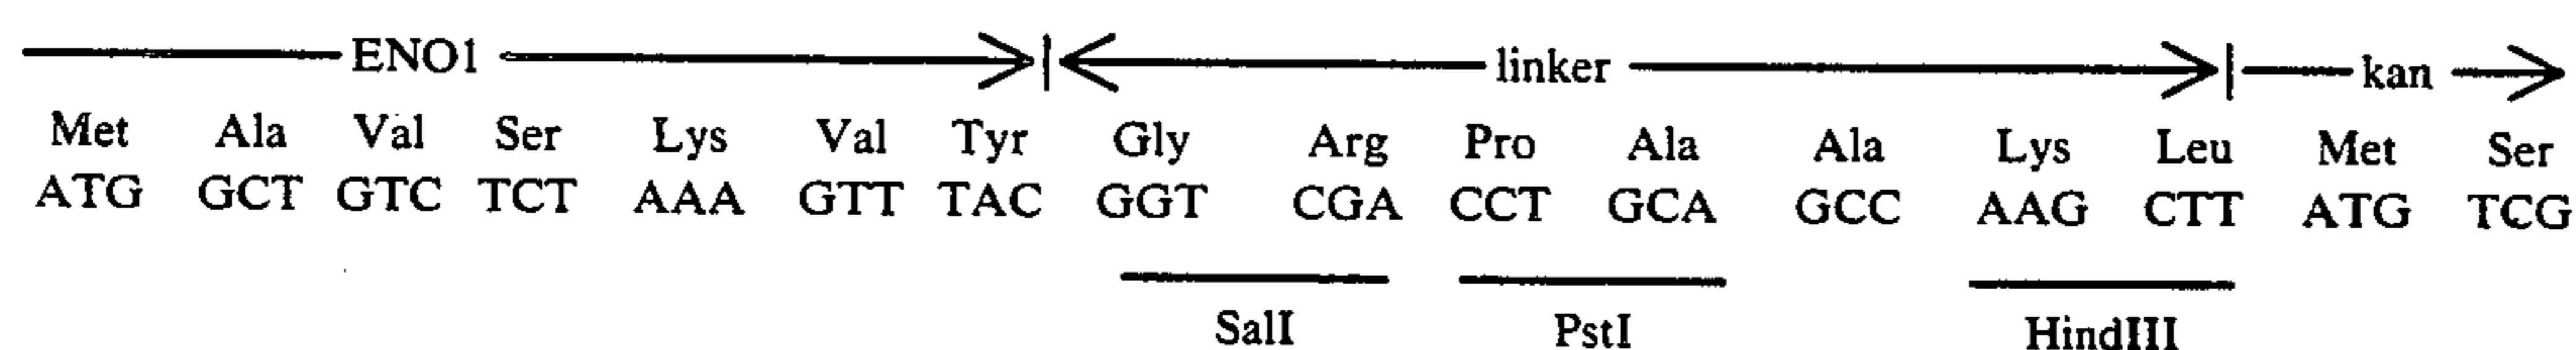 ENO1 linker kan
Met Ala Val Ser Lys Val Tyr Gly Arg Pro Ala Ala Lys Leu Met Ser
ATG GCT GTC TCT AAA GTT TAC GGT CGA CCT GCA GCC AAG CTT ATG TCG
SalI PstI HindIII